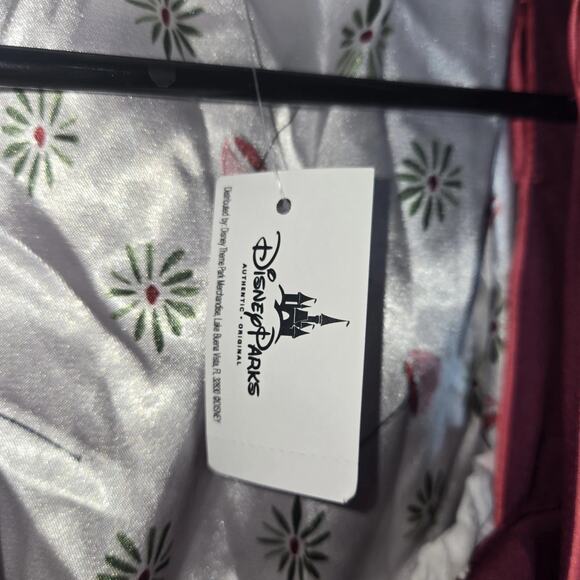 Disney Parks
AUTHENTIC • ORIGINAL
Distributed by: Disney Theme Park Merchandise, Lake Buena Vista, FL 32830 ©DISNEY